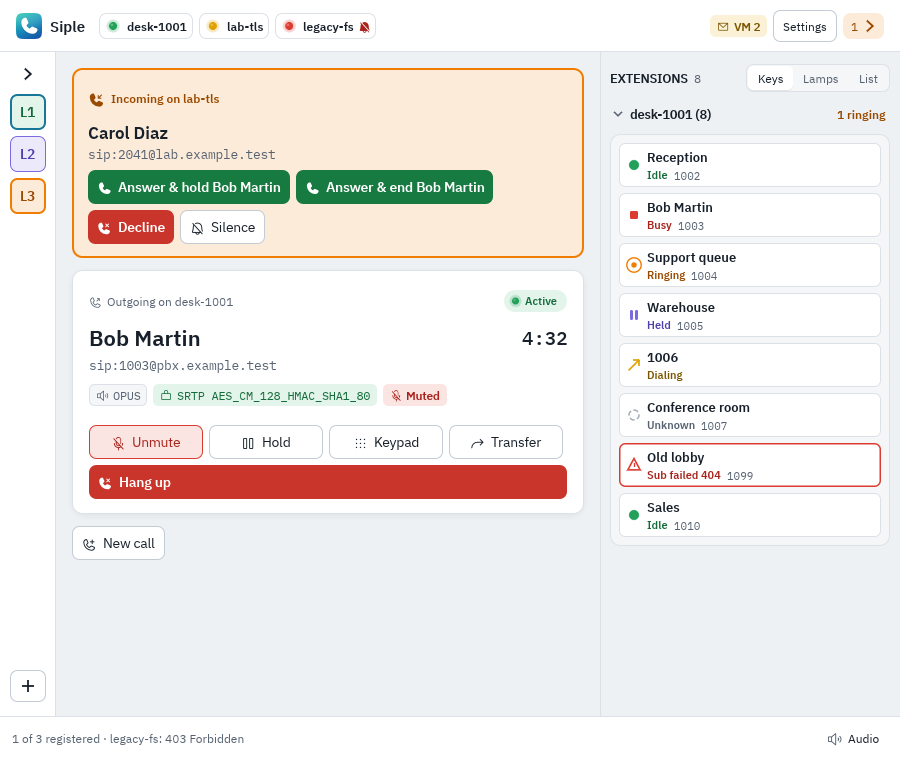 Siple
desk-1001
lab-tls
legacy-fs
VM 2
Settings
1
L1
L2
L3
Incoming on lab-tls
Carol Diaz
sip:2041@lab.example.test
Answer & hold Bob Martin
Answer & end Bob Martin
Decline
Silence
Outgoing on desk-1001
Active
Bob Martin
4:32
sip:1003@pbx.example.test
OPUS
SRTP AES_CM_128_HMAC_SHA1_80
Muted
Unmute
Hold
Keypad
Transfer
Hang up
New call
EXTENSIONS 8
Keys
Lamps
List
desk-1001 (8)
1 ringing
Reception
Idle 1002
Bob Martin
Busy 1003
Support queue
Ringing 1004
Warehouse
Held 1005
1006
Dialing
Conference room
Unknown 1007
Old lobby
Sub failed 404 1099
Sales
Idle 1010
1 of 3 registered · legacy-fs: 403 Forbidden
Audio